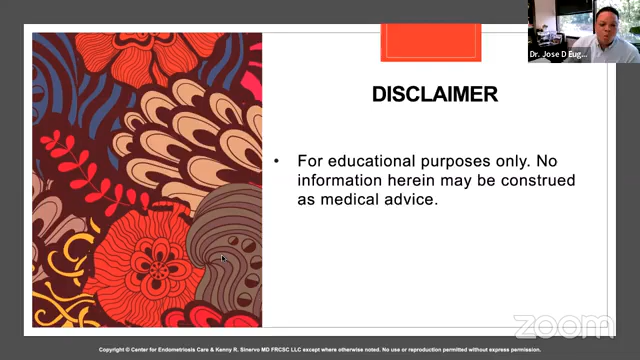 Dr. Jose D Eug...
DISCLAIMER
• For educational purposes only. No
information herein may be construed
as medical advice.
zoom
Copyright © Center for Endometriosis Care & Kenny R. Sinervo MD FRCSC LLC except where otherwise noted. No use or reproduction permitted without express permission.